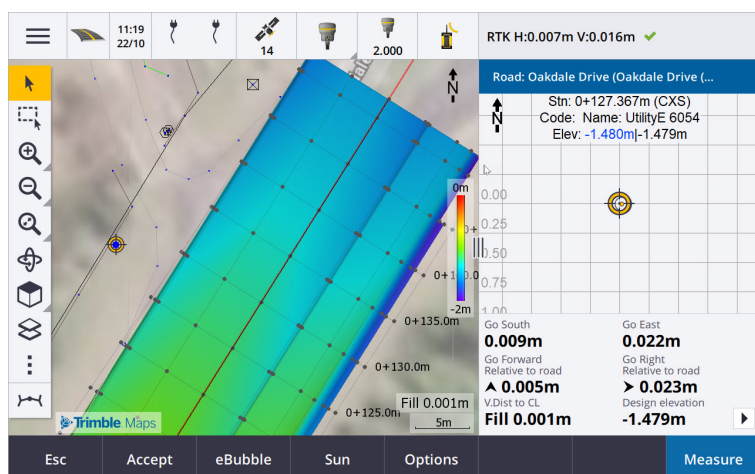 11:19
22/10
14
2.000
RTK H:0.007m V:0.016m
Road: Oakdale Drive (Oakdale Drive (...
N
N
Stn: 0+127.367m (CXS)
Code:  Name: UtilityE 6054
Elev: -1.480m|-1.479m
0m
-2m
0.00
0.25
0.50
0.75
1.00
0+135.0m
0+130.0m
0+125.0m
Fill 0.001m
5m
Trimble Maps
Go South
0.009m
Go East
0.022m
Go Forward
Relative to road
0.005m
Go Right
Relative to road
0.023m
V.Dist to CL
Fill 0.001m
Design elevation
-1.479m
Esc
Accept
eBubble
Sun
Options
Measure